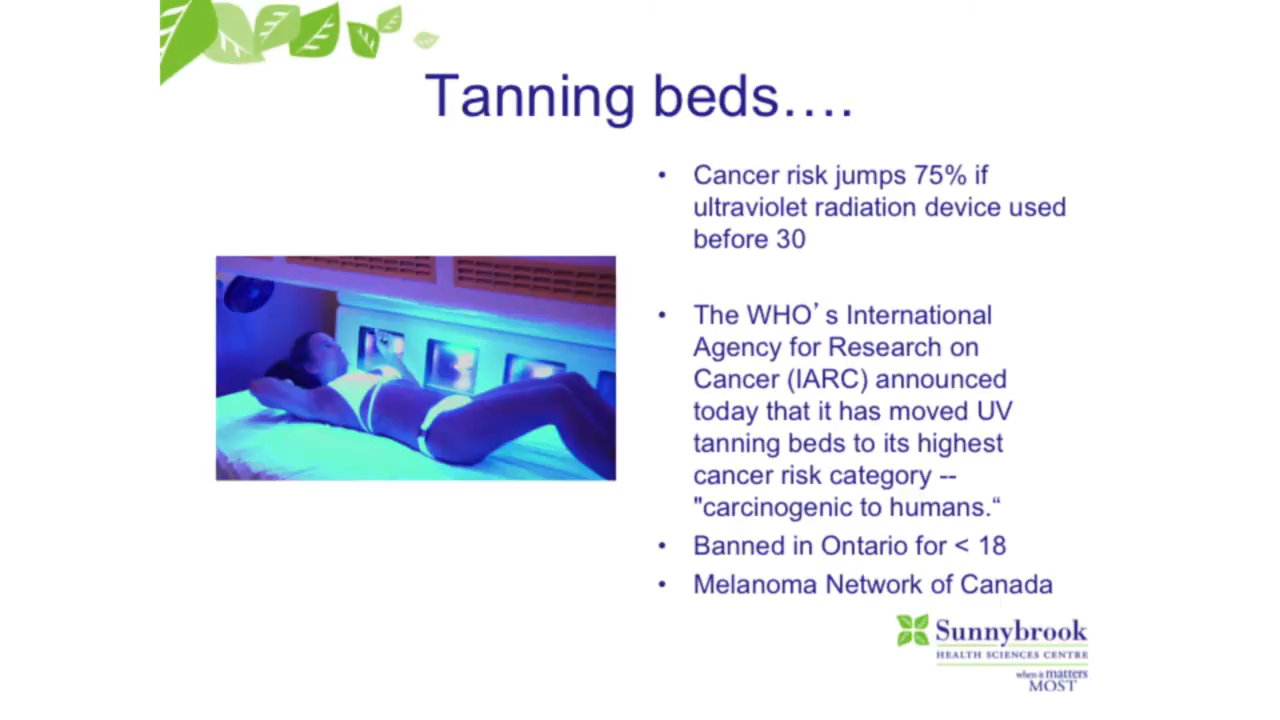 Tanning beds….
• Cancer risk jumps 75% if
ultraviolet radiation device used
before 30
• The WHO’s International
Agency for Research on
Cancer (IARC) announced
today that it has moved UV
tanning beds to its highest
cancer risk category --
"carcinogenic to humans.“
• Banned in Ontario for < 18
• Melanoma Network of Canada
Sunnybrook
HEALTH SCIENCES CENTRE
when it matters
MOST